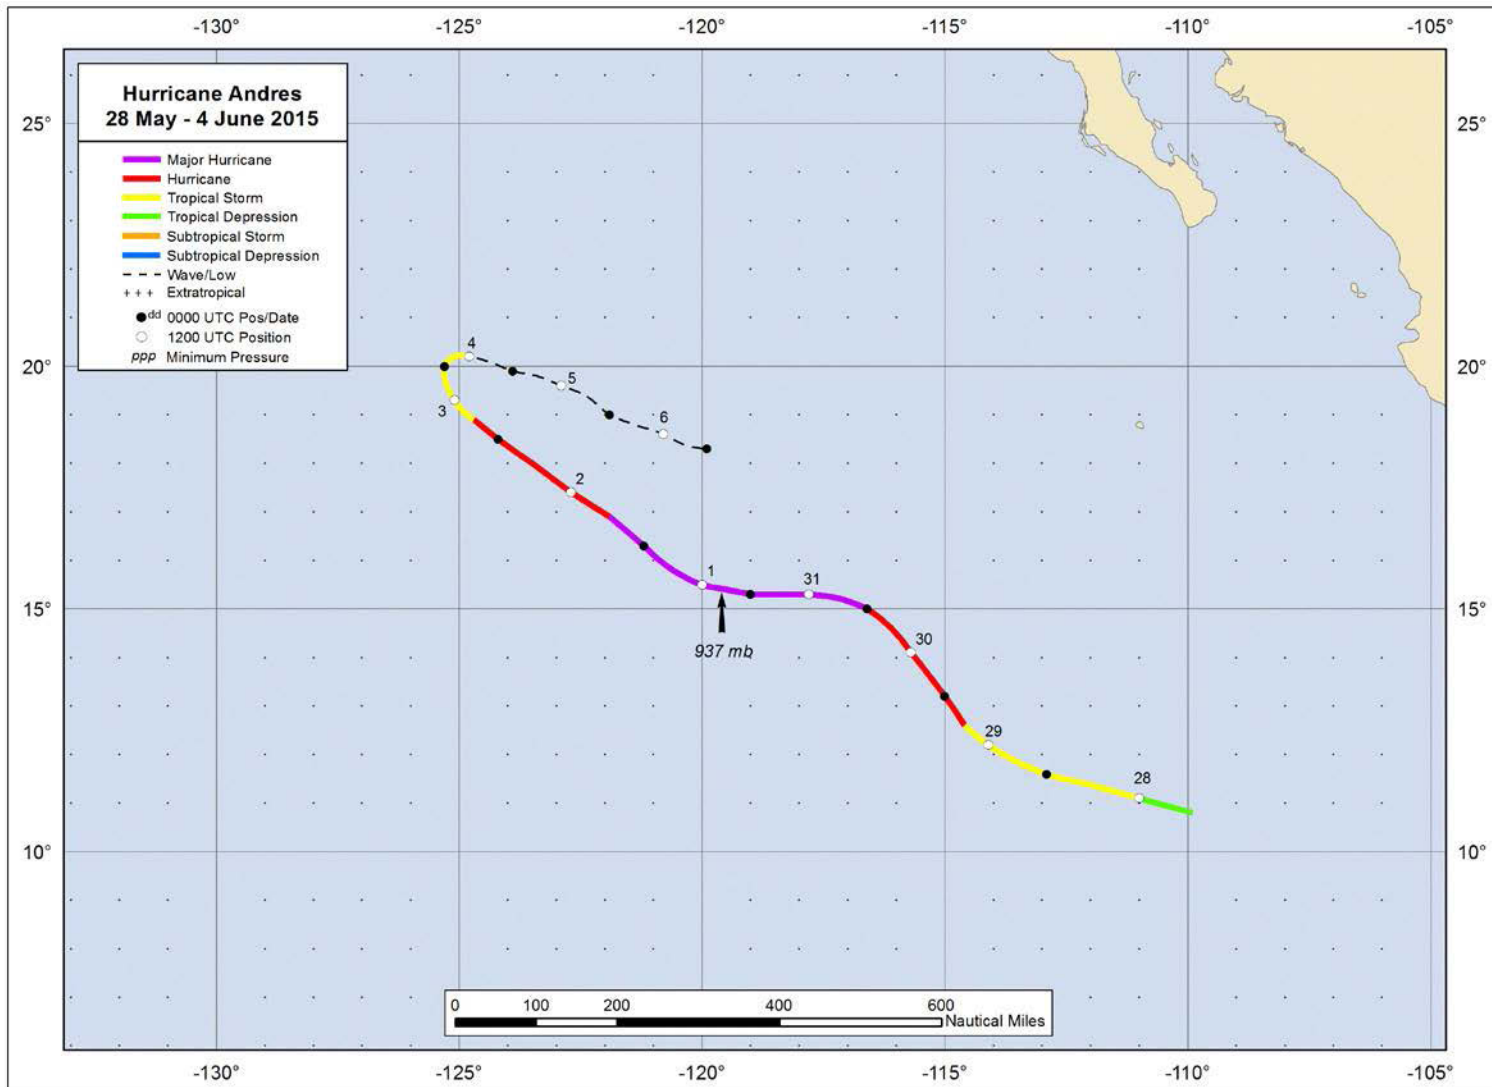 -130° -125° -120° -115° -110° -105°
Hurricane Andres
28 May - 4 June 2015
Major Hurricane
Hurricane
Tropical Storm
Tropical Depression
Subtropical Storm
Subtropical Depression
Wave/Low
+++ Extratropical
dd 0000 UTC Pos/Date
1200 UTC Position
ppp Minimum Pressure
25° 25°
20° 20°
4
5
3
6
2
1
31
15° 15°
937 mb
30
29
28
10° 10°
0 100 200 400 600
Nautical Miles
-130° -125° -120° -115° -110° -105°